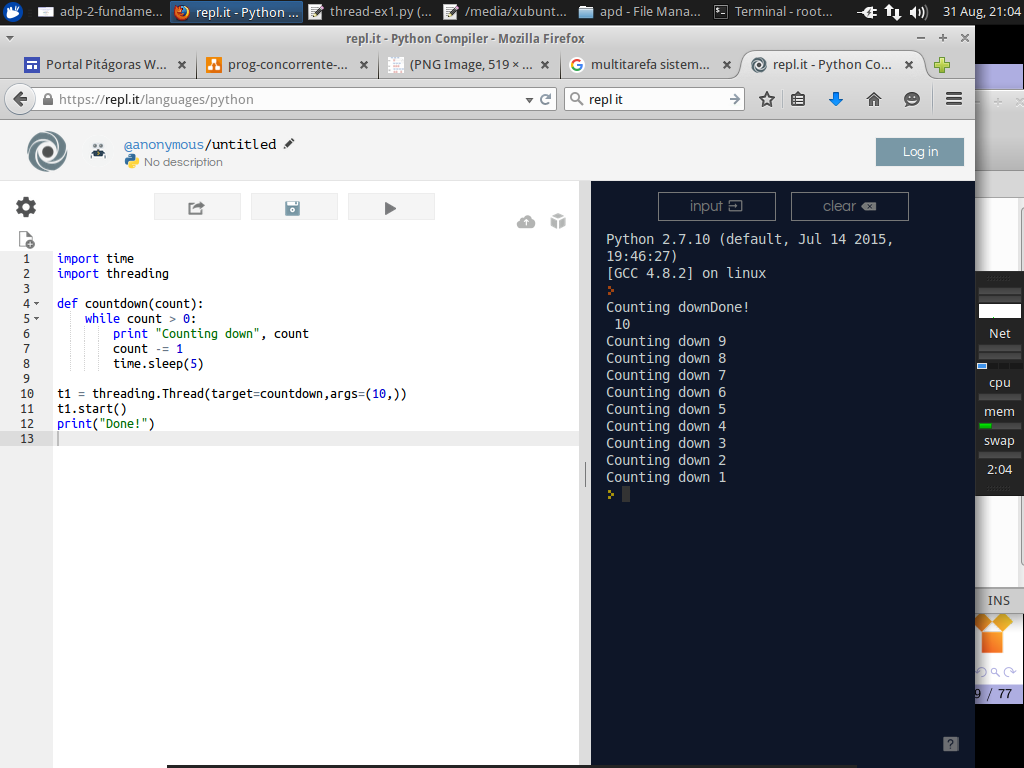 adp-2-fundame...
repl.it - Python ...
thread-ex1.py (...
/media/xubunt...
apd - File Mana...
Terminal - root...
31 Aug, 21:04
repl.it - Python Compiler - Mozilla Firefox
Portal Pitágoras W...
prog-concorrente-...
(PNG Image, 519 × ...
multitarefa sistem...
repl.it - Python Co...
https://repl.it/languages/python
repl it
@anonymous/untitled
No description
Log in
input
clear
1 import time
2 import threading
3
4 def countdown(count):
5 while count > 0:
6 print "Counting down", count
7 count -= 1
8 time.sleep(5)
9
10 t1 = threading.Thread(target=countdown,args=(10,))
11 t1.start()
12 print("Done!")
13
Python 2.7.10 (default, Jul 14 2015,
19:46:27)
[GCC 4.8.2] on linux
Counting downDone!
10
Counting down 9
Counting down 8
Counting down 7
Counting down 6
Counting down 5
Counting down 4
Counting down 3
Counting down 2
Counting down 1
?
Net
cpu
mem
swap
2:04
INS
9 / 77